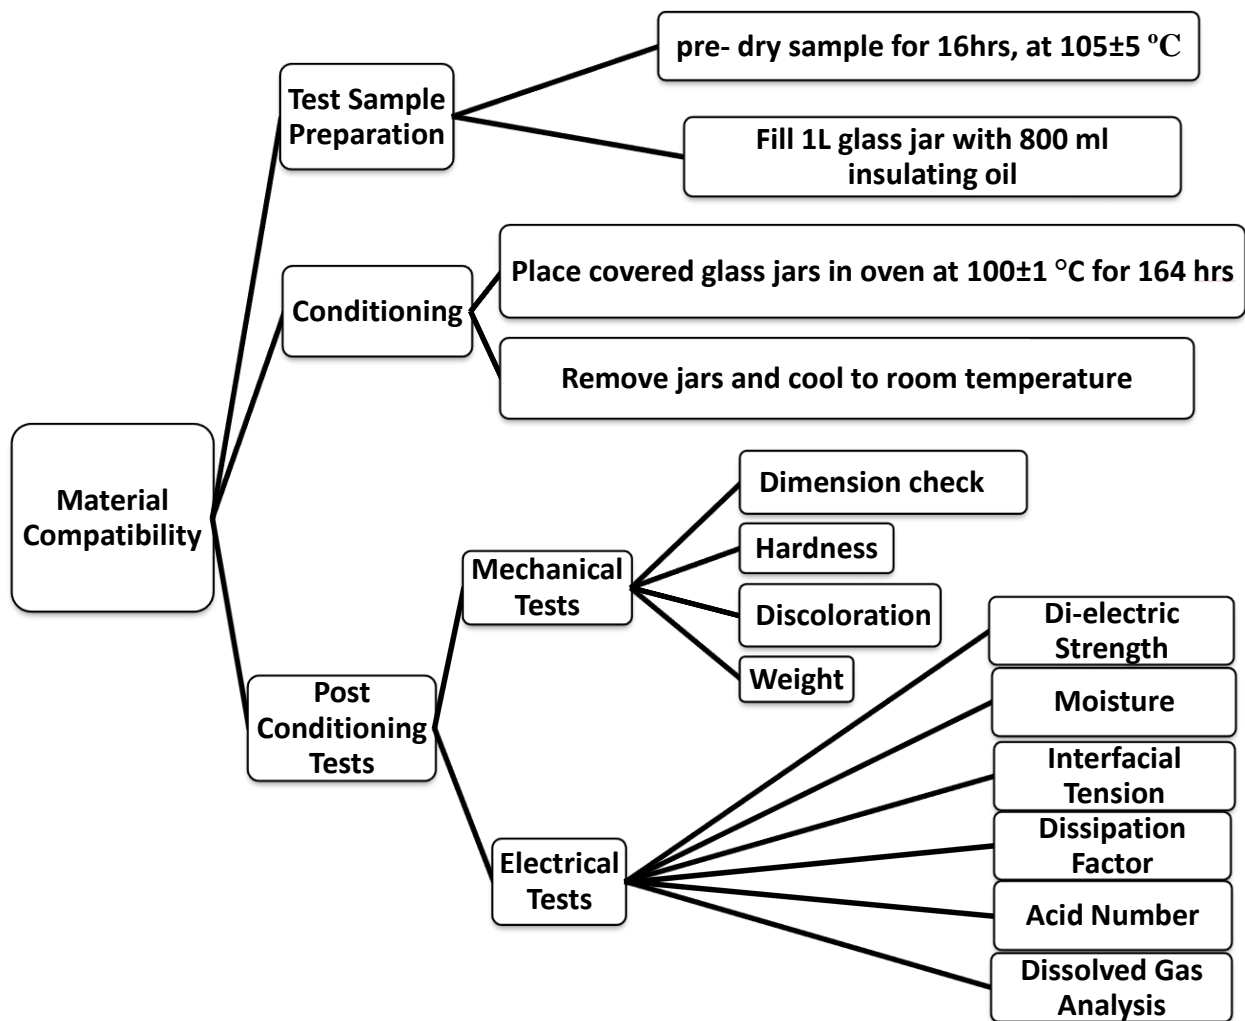 pre- dry sample for 16hrs, at 105±5 °C
Test Sample
Preparation
Fill 1L glass jar with 800 ml
insulating oil
Place covered glass jars in oven at 100±1 °C for 164 hrs
Conditioning
Remove jars and cool to room temperature
Material
Compatibility
Dimension check
Mechanical
Tests
Hardness
Discoloration
Weight
Post
Conditioning
Tests
Di-electric
Strength
Moisture
Interfacial
Tension
Electrical
Tests
Dissipation
Factor
Acid Number
Dissolved Gas
Analysis